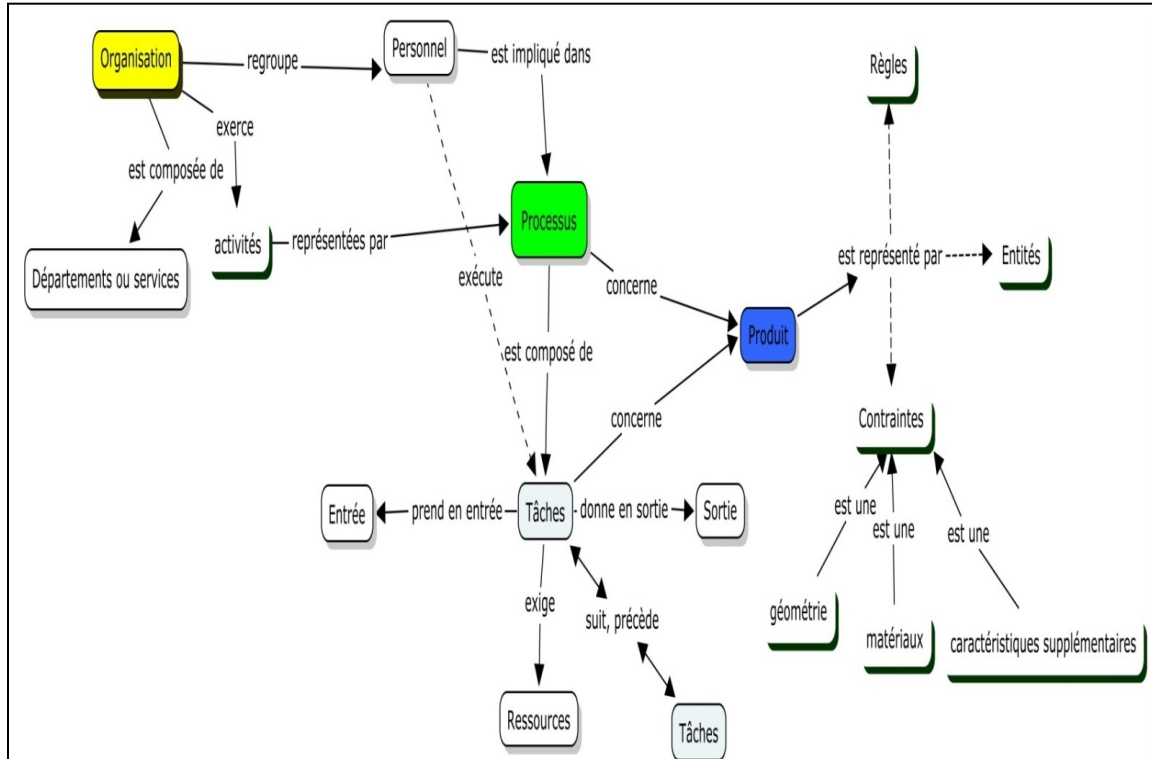 Organisation
regroupe
Personnel
est impliqué dans
Règles
exerce
est composée de
Départements ou services
activités
représentées par
Processus
exécute
concerne
est représenté par
Entités
Produit
est composé de
concerne
Contraintes
Entrée
prend en entrée
Tâches
donne en sortie
Sortie
est une
est une
est une
exige
suit, précède
géométrie
matériaux
caractéristiques supplémentaires
Ressources
Tâches